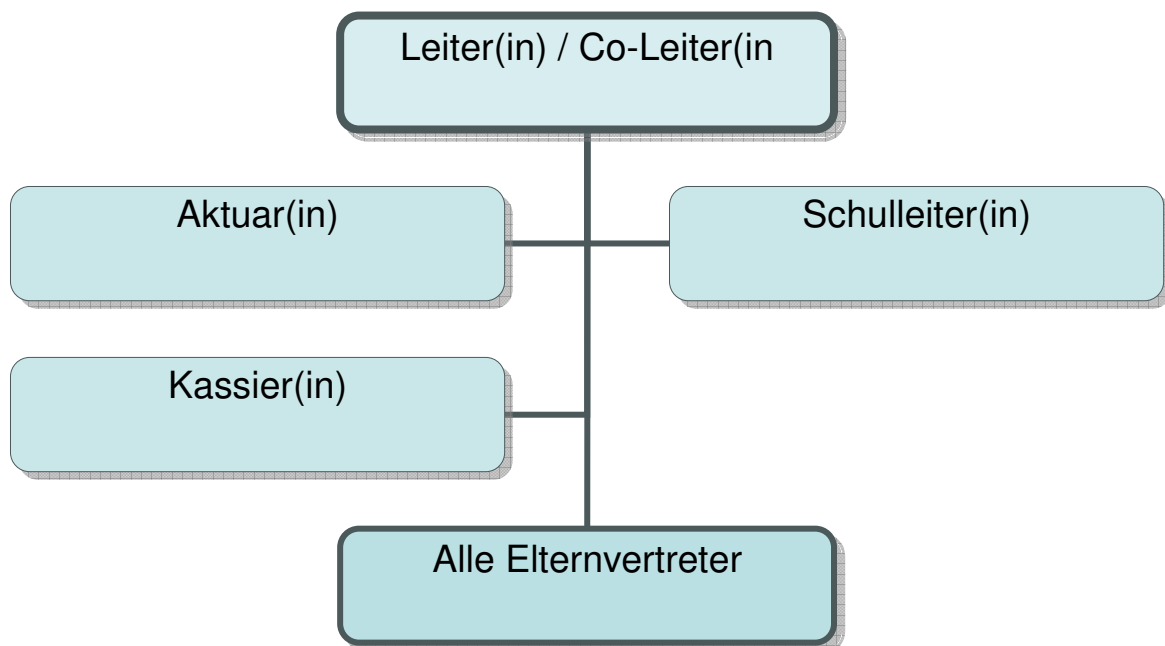 Leiter(in) / Co-Leiter(in
Aktuar(in)
Schulleiter(in)
Kassier(in)
Alle Elternvertreter